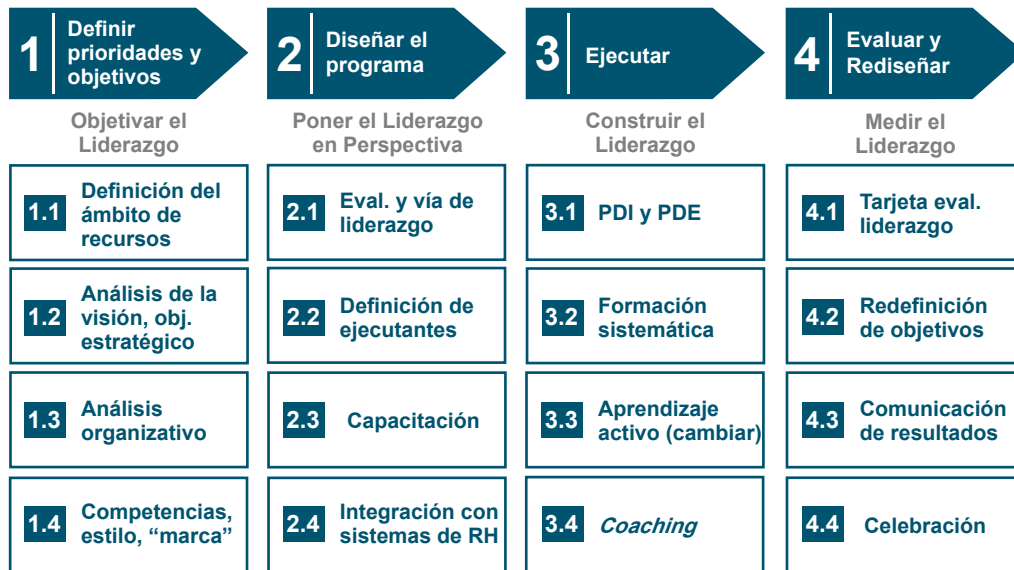 1
Definir
prioridades y
objetivos
2
Diseñar el
programa
3
Ejecutar
4
Evaluar y
Rediseñar
Objetivar el
Liderazgo
Poner el Liderazgo
en Perspectiva
Construir el
Liderazgo
Medir el
Liderazgo
1.1
Definición del
ámbito de
recursos
2.1
Eval. y vía de
liderazgo
3.1
PDI y PDE
4.1
Tarjeta eval.
liderazgo
1.2
Análisis de la
visión, obj.
estratégico
2.2
Definición de
ejecutantes
3.2
Formación
sistemática
4.2
Redefinición
de objetivos
1.3
Análisis
organizativo
2.3
Capacitación
3.3
Aprendizaje
activo (cambiar)
4.3
Comunicación
de resultados
1.4
Competencias,
estilo, “marca”
2.4
Integración con
sistemas de RH
3.4
Coaching
4.4
Celebración